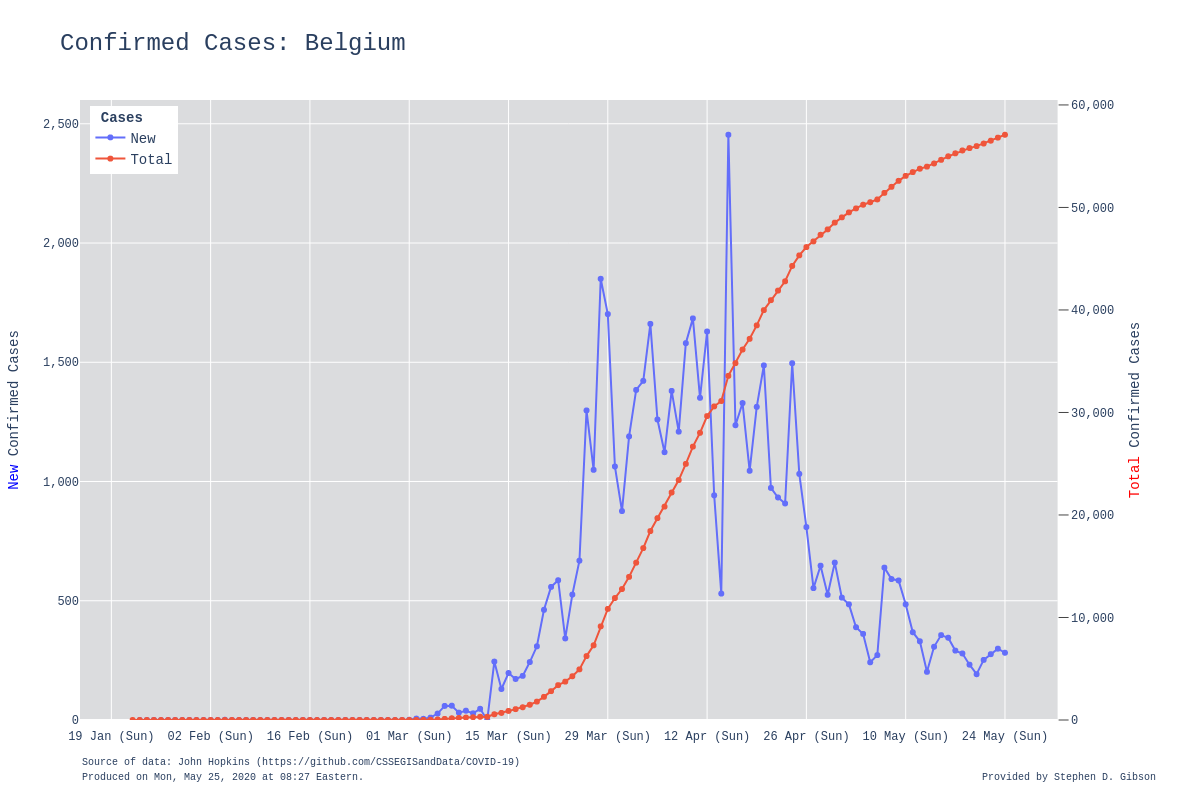 Confirmed Cases: Belgium
Cases
New
Total
2,500
2,000
1,500
1,000
500
0
60,000
50,000
40,000
30,000
20,000
10,000
0
New Confirmed Cases
Total Confirmed Cases
19 Jan (Sun) 02 Feb (Sun) 16 Feb (Sun) 01 Mar (Sun) 15 Mar (Sun) 29 Mar (Sun) 12 Apr (Sun) 26 Apr (Sun) 10 May (Sun) 24 May (Sun)
Source of data: John Hopkins (https://github.com/CSSEGISandData/COVID-19)
Produced on Mon, May 25, 2020 at 08:27 Eastern.
Provided by Stephen D. Gibson